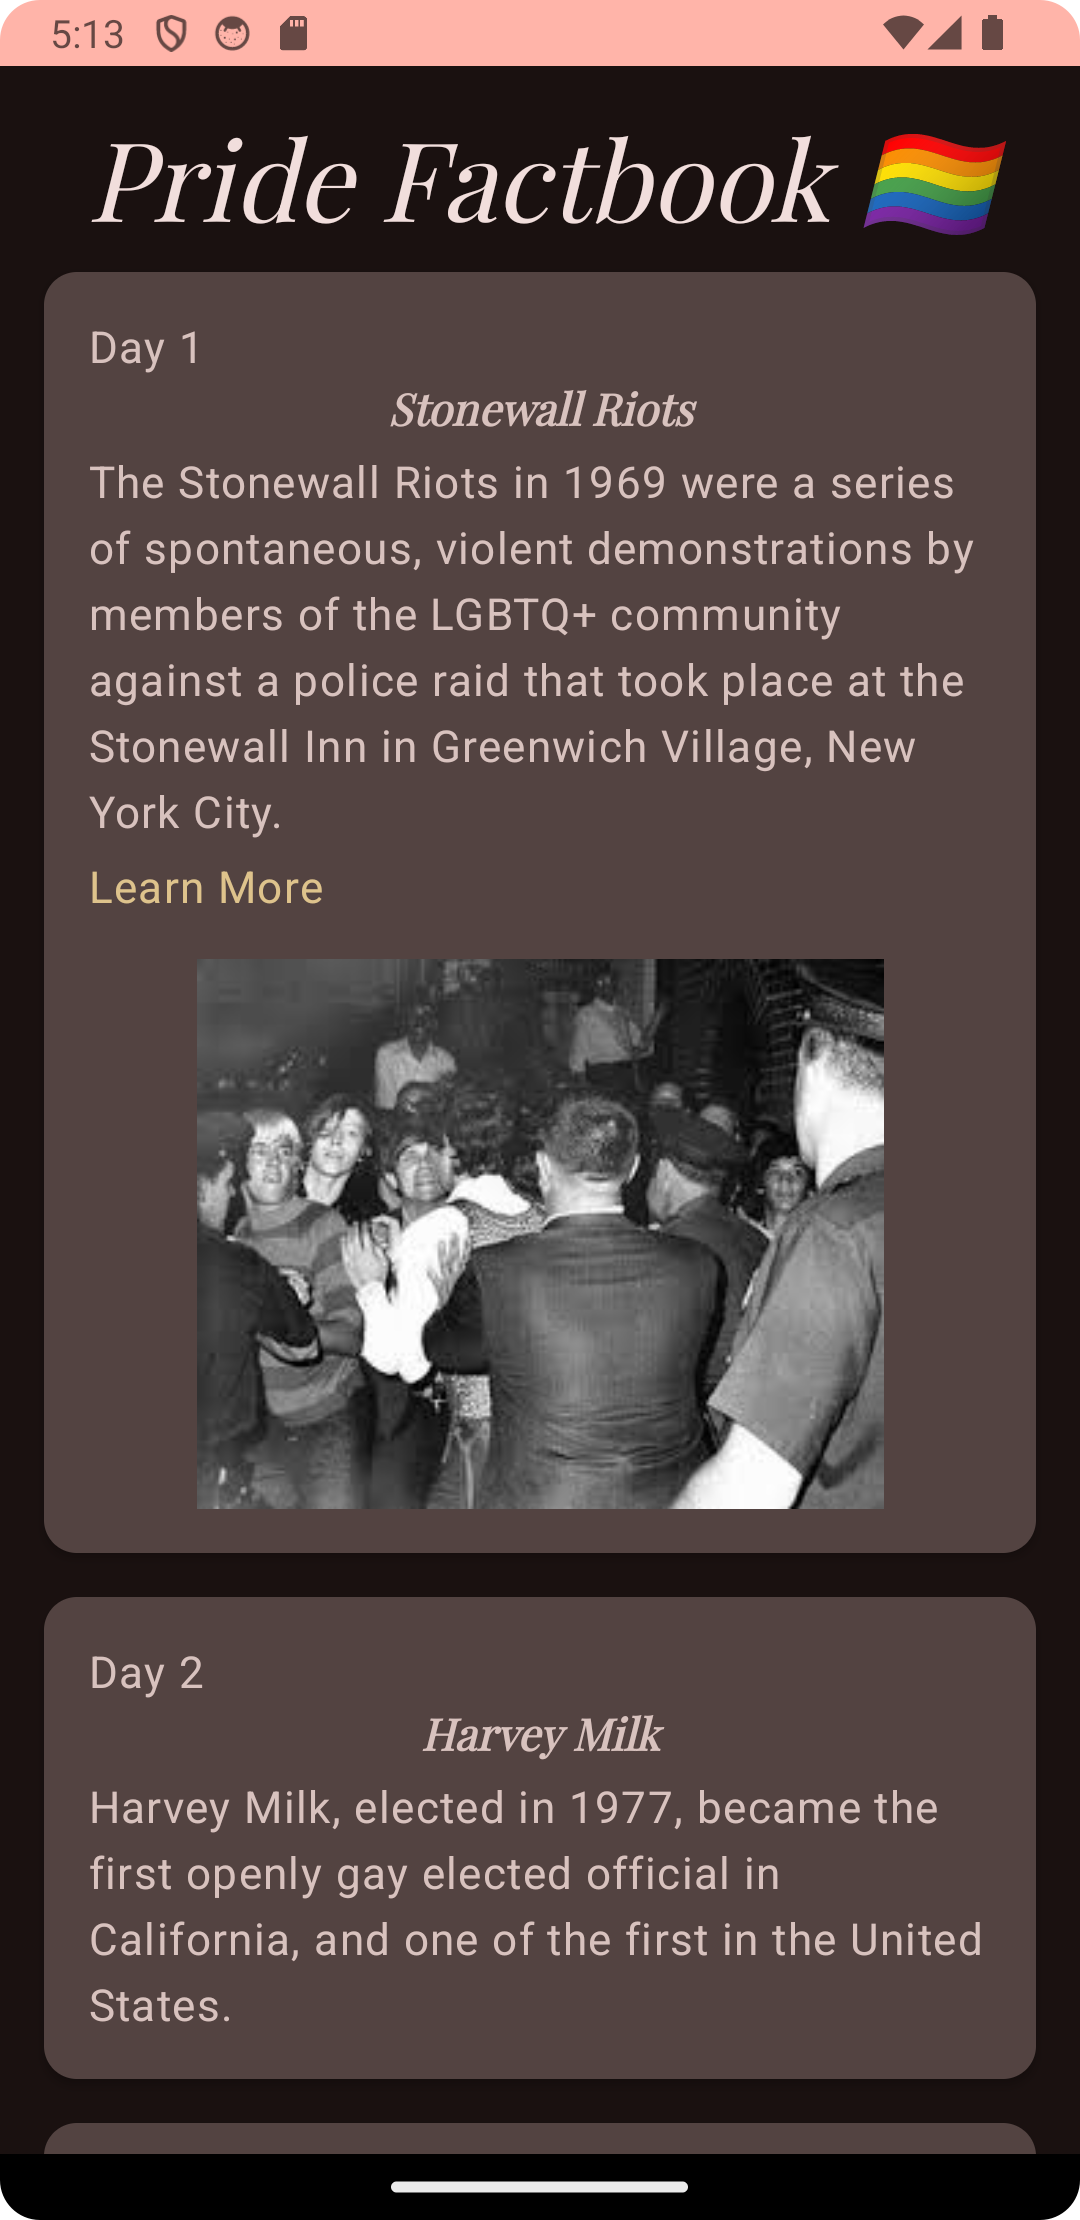 5:13
Pride Factbook 🏳️‍🌈
Day 1
Stonewall Riots
The Stonewall Riots in 1969 were a series
of spontaneous, violent demonstrations by
members of the LGBTQ+ community
against a police raid that took place at the
Stonewall Inn in Greenwich Village, New
York City.
Learn More
Day 2
Harvey Milk
Harvey Milk, elected in 1977, became the
first openly gay elected official in
California, and one of the first in the United
States.